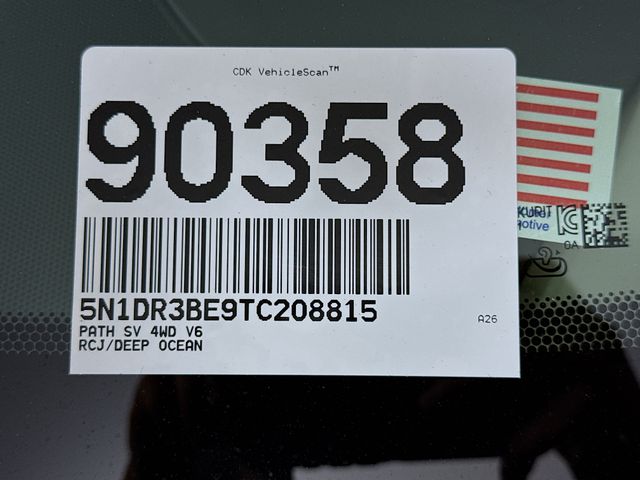 CDK VehicleScan™
90358
5N1DR3BE9TC208815
PATH SV 4WD V6
RCJ/DEEP OCEAN
A26